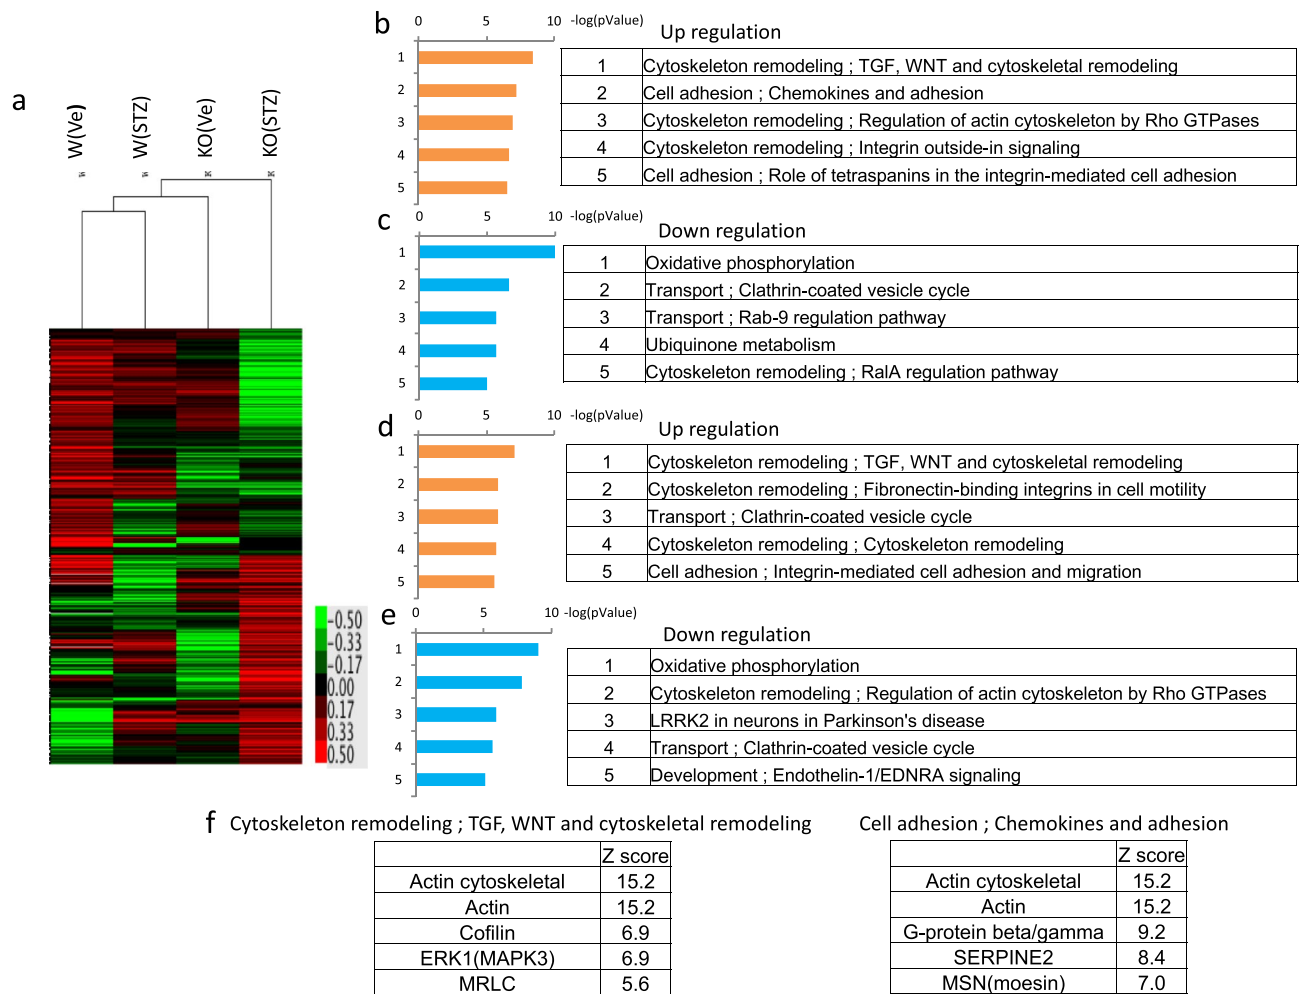 a
W(Ve)
W(STZ)
KO(Ve)
KO(STZ)
-0.50
-0.33
-0.17
0.00
0.17
0.33
0.50
b
0 5 10 -log(pValue)
Up regulation
1 Cytoskeleton remodeling ; TGF, WNT and cytoskeletal remodeling
2 Cell adhesion ; Chemokines and adhesion
3 Cytoskeleton remodeling ; Regulation of actin cytoskeleton by Rho GTPases
4 Cytoskeleton remodeling ; Integrin outside-in signaling
5 Cell adhesion ; Role of tetraspanins in the integrin-mediated cell adhesion
1
2
3
4
5
c
0 5 10 -log(pValue)
Down regulation
1 Oxidative phosphorylation
2 Transport ; Clathrin-coated vesicle cycle
3 Transport ; Rab-9 regulation pathway
4 Ubiquinone metabolism
5 Cytoskeleton remodeling ; RalA regulation pathway
1
2
3
4
5
d
0 5 10 -log(pValue)
Up regulation
1 Cytoskeleton remodeling ; TGF, WNT and cytoskeletal remodeling
2 Cytoskeleton remodeling ; Fibronectin-binding integrins in cell motility
3 Transport ; Clathrin-coated vesicle cycle
4 Cytoskeleton remodeling ; Cytoskeleton remodeling
5 Cell adhesion ; Integrin-mediated cell adhesion and migration
1
2
3
4
5
e
0 5 10 -log(pValue)
Down regulation
1 Oxidative phosphorylation
2 Cytoskeleton remodeling ; Regulation of actin cytoskeleton by Rho GTPases
3 LRRK2 in neurons in Parkinson's disease
4 Transport ; Clathrin-coated vesicle cycle
5 Development ; Endothelin-1/EDNRA signaling
1
2
3
4
5
f
Cytoskeleton remodeling ; TGF, WNT and cytoskeletal remodeling
Z score
Actin cytoskeletal 15.2
Actin 15.2
Cofilin 6.9
ERK1(MAPK3) 6.9
MRLC 5.6
Cell adhesion ; Chemokines and adhesion
Z score
Actin cytoskeletal 15.2
Actin 15.2
G-protein beta/gamma 9.2
SERPINE2 8.4
MSN(moesin) 7.0